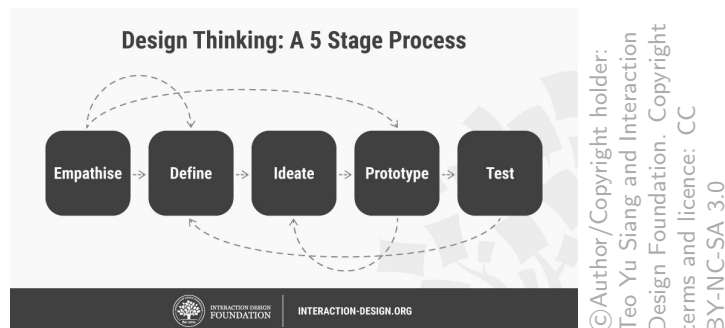 Design Thinking: A 5 Stage Process
Empathise
Define
Ideate
Prototype
Test
INTERACTION DESIGN
FOUNDATION
INTERACTION-DESIGN.ORG
©Author/Copyright holder:
Teo Yu Siang and Interaction
Design Foundation. Copyright
terms and licence: CC
BY-NC-SA 3.0